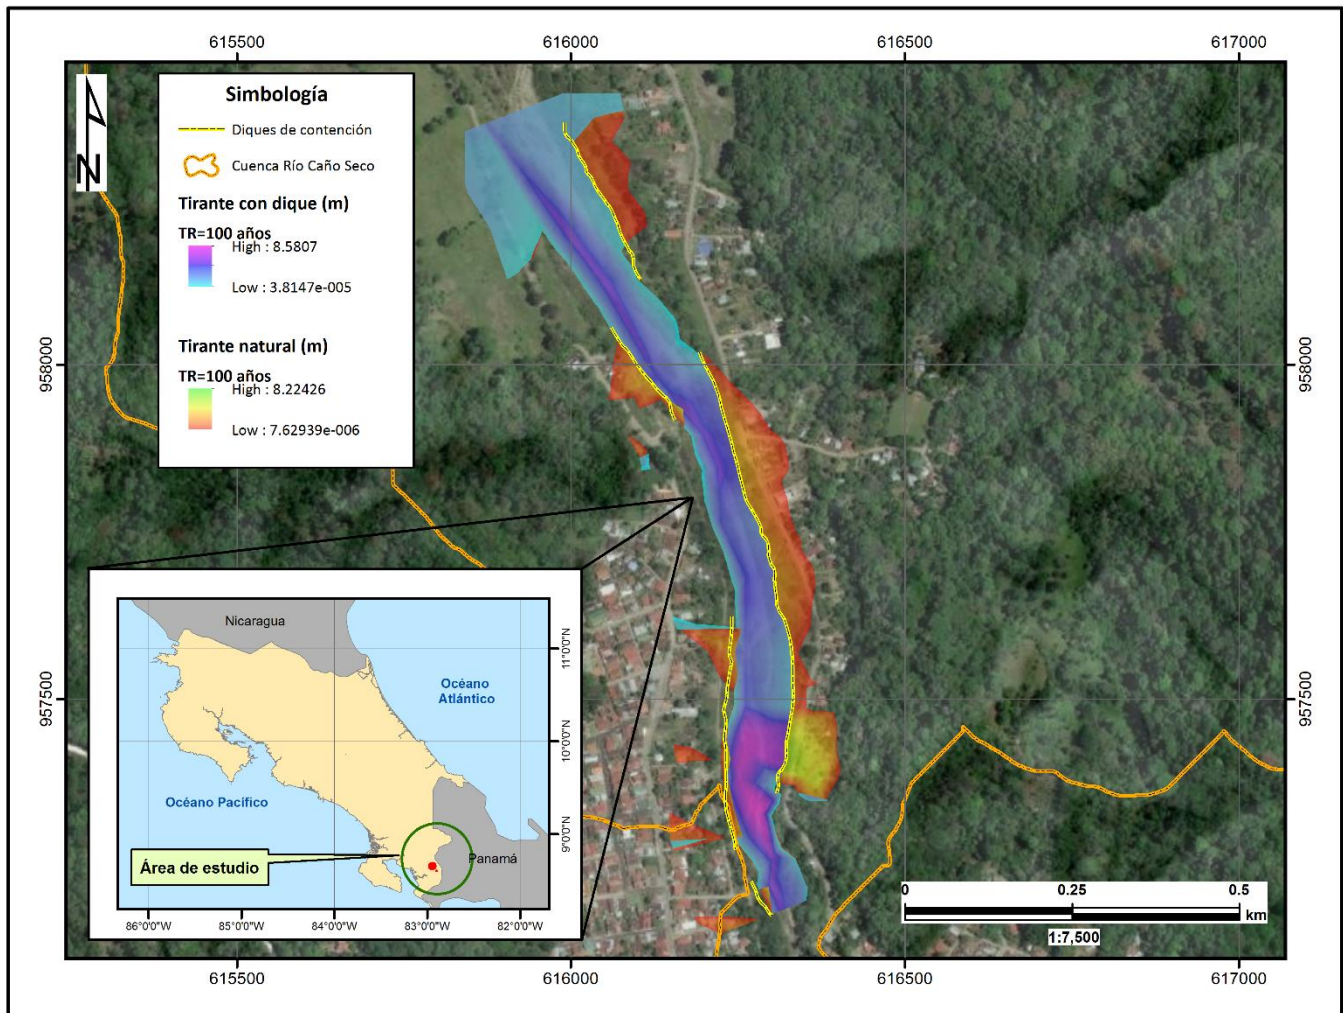 615500
616000
616500
617000
N
Simbología
Diques de contención
Cuenca Río Caño Seco
Tirante con dique (m)
TR=100 años
High : 8.5807
Low : 3.8147e-005
Tirante natural (m)
TR=100 años
High : 8.22426
Low : 7.62939e-006
958000
958000
957500
957500
Nicaragua
Océano
Atlántico
Océano Pacífico
Panamá
Área de estudio
11°0'0"N
10°0'0"N
9°0'0"N
86°0'0"W
85°0'0"W
84°0'0"W
83°0'0"W
82°0'0"W
0
0.25
0.5
km
1:7,500
615500
616000
616500
617000